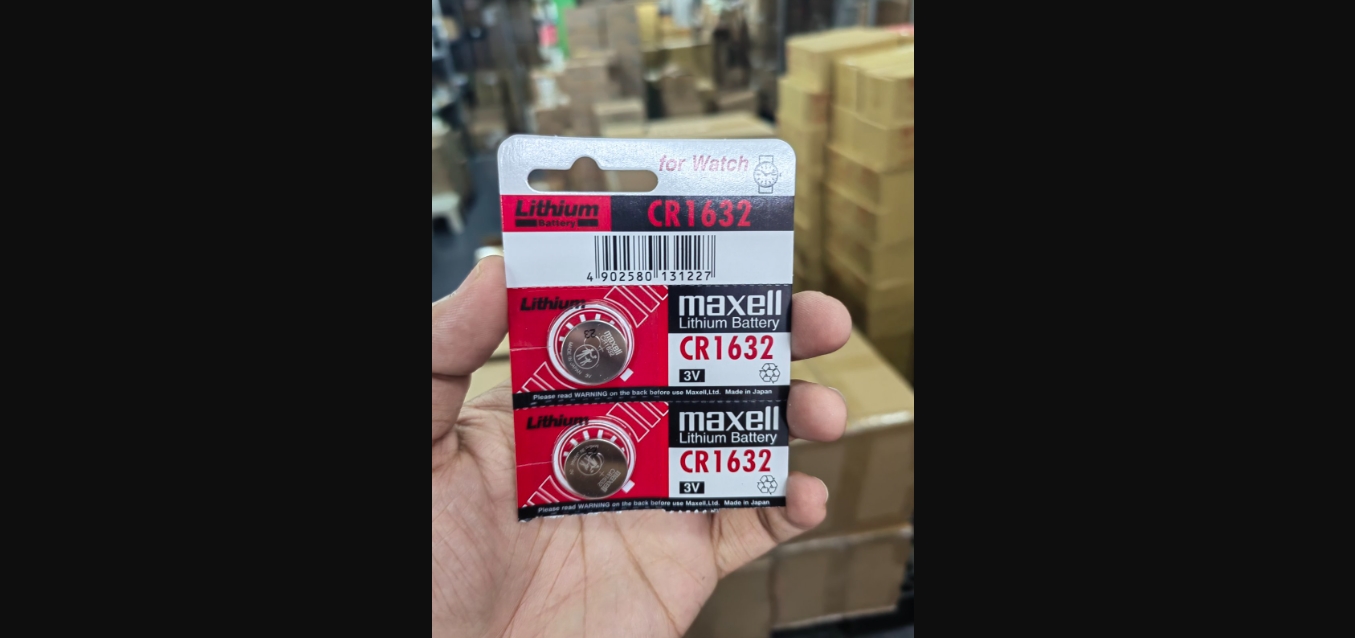 for Watch
Lithium CR1632
Battery
4 902580 131227
Lithium
maxell
Lithium Battery
CR1632
3V
maxell
Please read WARNING on the back before use Maxell,Ltd. Made in Japan
Lithium
maxell
Lithium Battery
CR1632
3V
Please read WARNING on the back before use Maxell,Ltd. Made in Japan